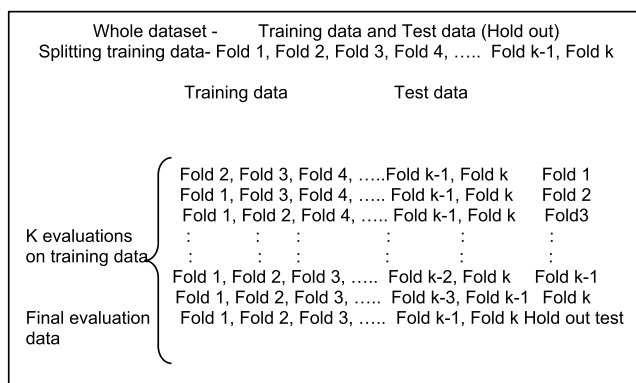 Whole dataset - Training data and Test data (Hold out)
Splitting training data- Fold 1, Fold 2, Fold 3, Fold 4, ….. Fold k-1, Fold k
Training data Test data
Fold 2, Fold 3, Fold 4, …..Fold k-1, Fold k Fold 1
Fold 1, Fold 3, Fold 4, ….. Fold k-1, Fold k Fold 2
Fold 1, Fold 2, Fold 4, ….. Fold k-1, Fold k Fold3
K evaluations : : : : : :
on training data : : : : : :
Fold 1, Fold 2, Fold 3, ….. Fold k-2, Fold k Fold k-1
Fold 1, Fold 2, Fold 3, ….. Fold k-3, Fold k-1 Fold k
Final evaluation Fold 1, Fold 2, Fold 3, ….. Fold k-1, Fold k Hold out test
data